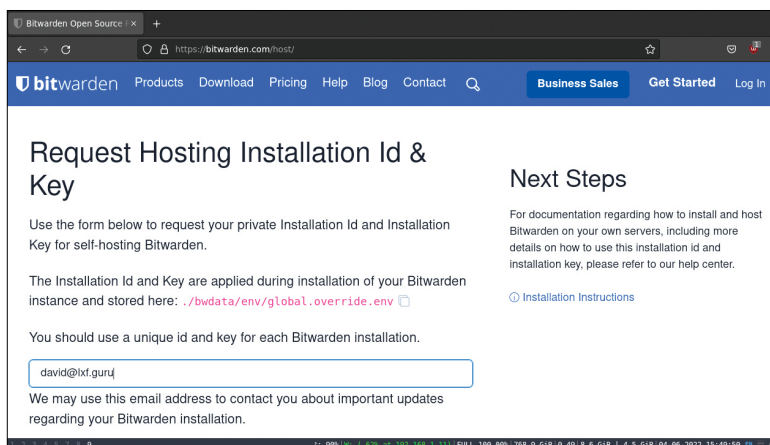 Bitwarden Open Source
https://bitwarden.com/host/
1
bitwarden Products Download Pricing Help Blog Contact Business Sales Get Started Log In
Request Hosting Installation Id &
Key
Use the form below to request your private Installation Id and Installation
Key for self-hosting Bitwarden.
The Installation Id and Key are applied during installation of your Bitwarden
instance and stored here: ./bwdata/env/global.override.env
You should use a unique id and key for each Bitwarden installation.
david@lxf.guru
We may use this email address to contact you about important updates
regarding your Bitwarden installation.
Next Steps
For documentation regarding how to install and host
Bitwarden on your own servers, including more
details on how to use this installation id and
installation key, please refer to our help center.
Installation Instructions